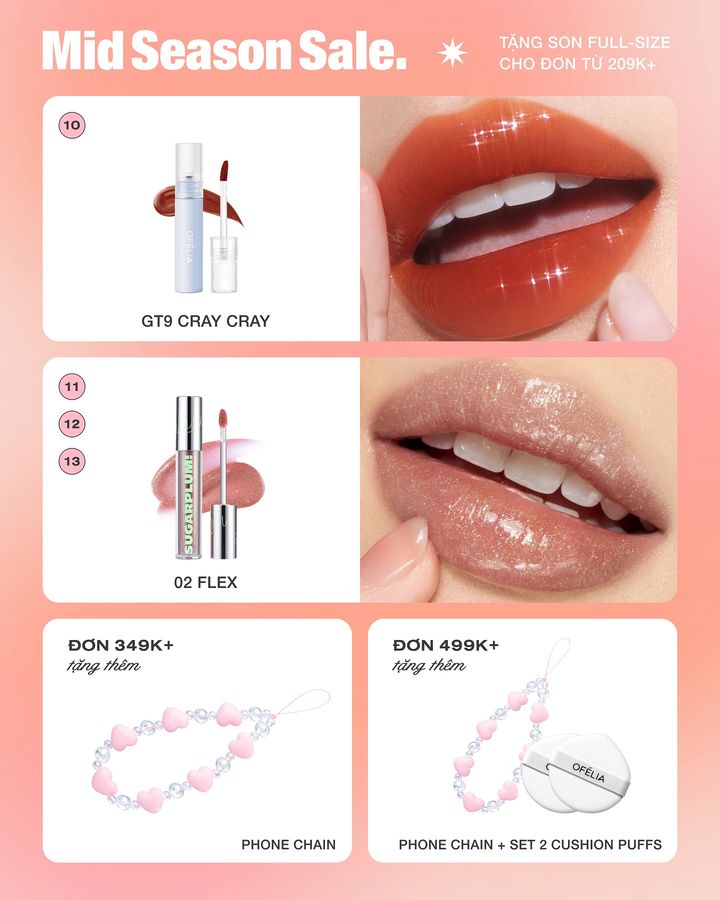 Mid Season Sale.
TẶNG SON FULL-SIZE
CHO ĐƠN TỪ 209K+
10
OFÉLIA
GT9 CRAY CRAY
11
12
13
SUGARPLUM!
02 FLEX
ĐƠN 349K+
tặng thêm
PHONE CHAIN
ĐƠN 499K+
tặng thêm
OFÉLIA
PHONE CHAIN + SET 2 CUSHION PUFFS